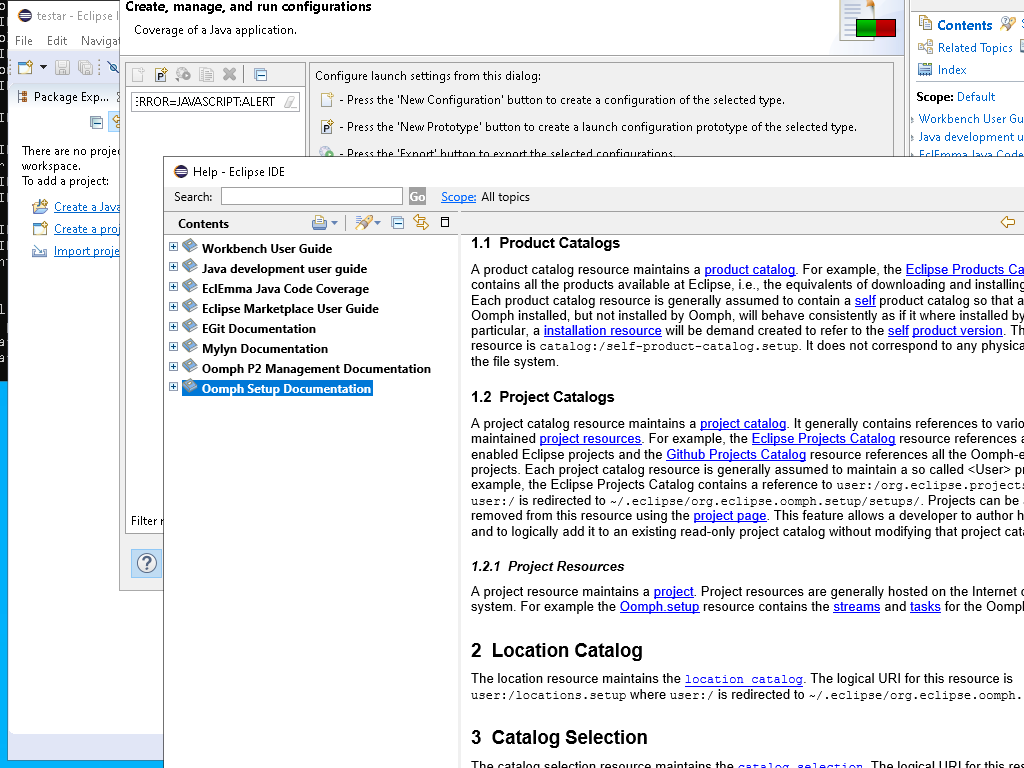 testar - Eclipse I
File Edit Navigat
Package Exp...
There are no projec
workspace.
To add a project:
Create a Java
Create a proj
Import proje
Create, manage, and run configurations
Coverage of a Java application.
:RROR=JAVASCRIPT:ALERT
Configure launch settings from this dialog:
- Press the 'New Configuration' button to create a configuration of the selected type.
- Press the 'New Prototype' button to create a launch configuration prototype of the selected type.
- Press the 'Export' button to export the selected configurations.
Filter r
Contents
Related Topics
Index
Scope: Default
Workbench User Gu
Java development u
EclEmma Java Code
Help - Eclipse IDE
Search: Go Scope: All topics
Contents
Workbench User Guide
Java development user guide
EclEmma Java Code Coverage
Eclipse Marketplace User Guide
EGit Documentation
Mylyn Documentation
Oomph P2 Management Documentation
Oomph Setup Documentation
1.1 Product Catalogs
A product catalog resource maintains a product catalog. For example, the Eclipse Products Ca
contains all the products available at Eclipse, i.e., the equivalents of downloading and installing
Each product catalog resource is generally assumed to contain a self product catalog so that a
Oomph installed, but not installed by Oomph, will behave consistently as if it where installed by
particular, a installation resource will be demand created to refer to the self product version. Th
resource is catalog:/self-product-catalog.setup. It does not correspond to any physica
the file system.
1.2 Project Catalogs
A project catalog resource maintains a project catalog. It generally contains references to vario
maintained project resources. For example, the Eclipse Projects Catalog resource references a
enabled Eclipse projects and the Github Projects Catalog resource references all the Oomph-e
projects. Each project catalog resource is generally assumed to maintain a so called <User> pr
example, the Eclipse Projects Catalog contains a reference to user:/org.eclipse.projects
user:/ is redirected to ~/.eclipse/org.eclipse.oomph.setup/setups/. Projects can be a
removed from this resource using the project page. This feature allows a developer to author h
and to logically add it to an existing read-only project catalog without modifying that project cata
1.2.1 Project Resources
A project resource maintains a project. Project resources are generally hosted on the Internet o
system. For example the Oomph.setup resource contains the streams and tasks for the Oomph
2 Location Catalog
The location resource maintains the location catalog. The logical URI for this resource is
user:/locations.setup where user:/ is redirected to ~/.eclipse/org.eclipse.oomph.
3 Catalog Selection
The catalog selection resource maintains the catalog selection. The logical URI for this res